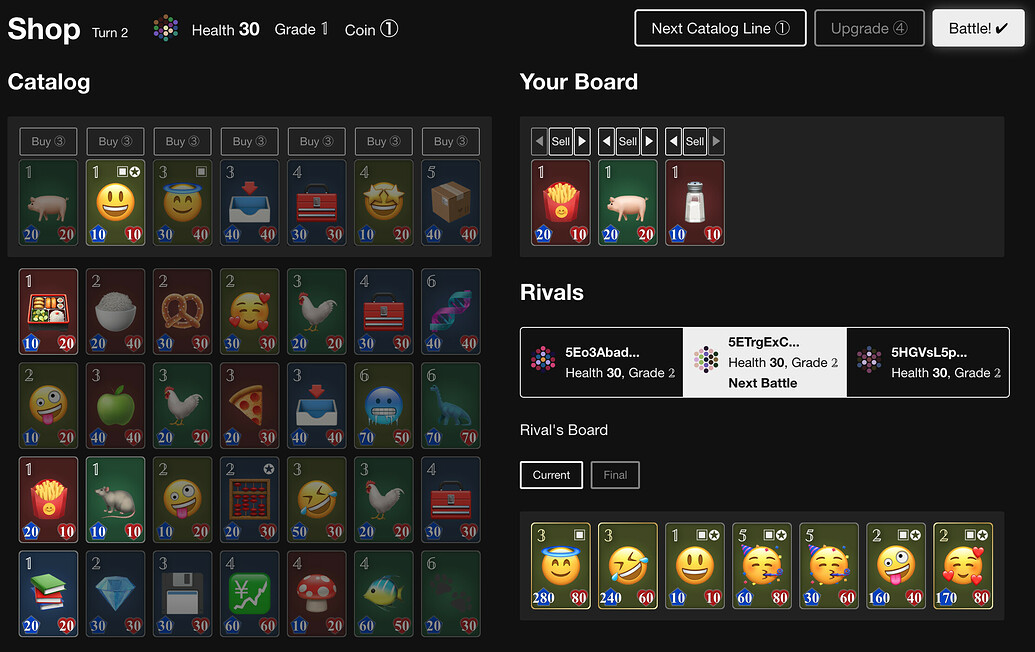 Shop Turn 2 Health 30 Grade 1 Coin ① Next Catalog Line ① Upgrade ④ Battle! ✔
Catalog
Buy ③ Buy ③ Buy ③ Buy ③ Buy ③ Buy ③ Buy ③
1 1 3 3 4 4 5
20 20 10 10 30 40 40 40 30 30 10 20 40 40
1 2 2 2 3 4 6
10 20 20 20 30 30 30 20 20 20 30 30
2 3 3 3 3 6 6
10 20 40 40 20 20 20 30 40 40 70 50 70 70
1 1 2 2 3 3 4
20 10 10 10 10 20 20 30 50 30 20 20 30 30
1 2 3 4 4 4 6
20 20 30 30 30 30 60 60 10 20 60 50 20 30
Your Board
◀ Sell ▶ ◀ Sell ▶ ◀ Sell ▶
1 1 1
20 10 20 20 10 10
Rivals
5Eo3Abad...
Health 30, Grade 2
5ETrgExC...
Health 30, Grade 2
Next Battle
5HGVsL5p...
Health 30, Grade 2
Rival's Board
Current Final
3 3 1 5 5 2 2
280 80 240 60 10 10 60 80 30 60 160 40 170 80